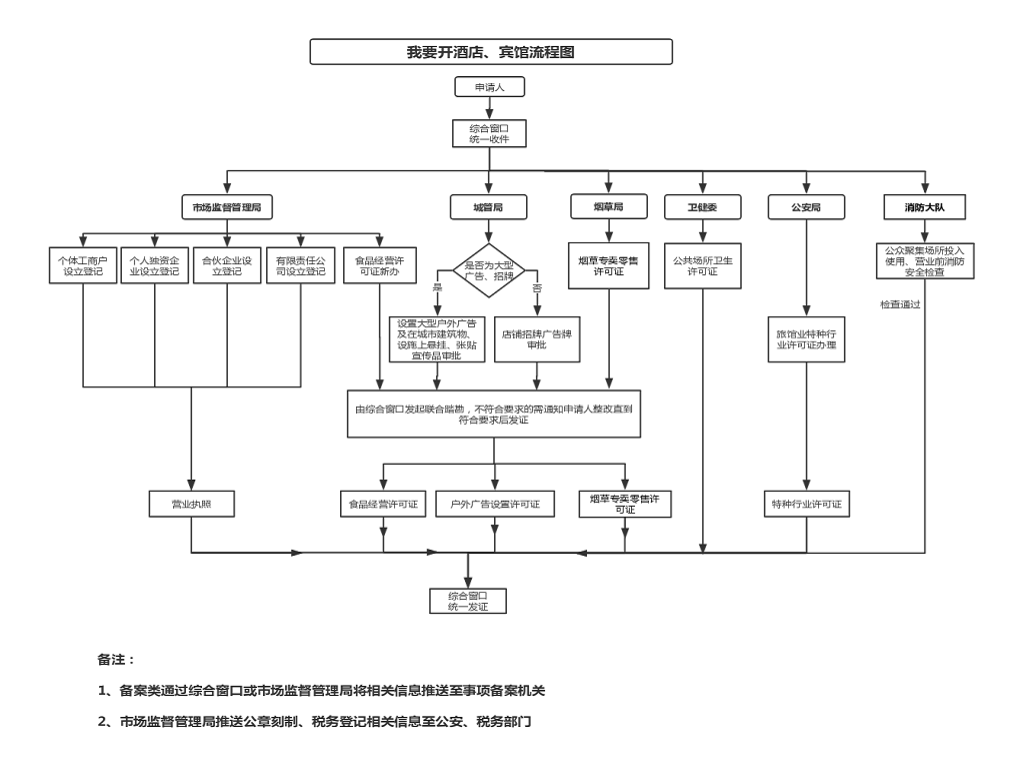 我要开酒店、宾馆流程图
申请人
综合窗口
统一收件
市场监督管理局
城管局
烟草局
卫健委
公安局
消防大队
个体工商户
设立登记
个人独资企
业设立登记
合伙企业设
立登记
有限责任公
司设立登记
食品经营许
可证新办
是否为大型
广告、招牌
是
否
烟草专卖零售
许可证
公共场所卫生
许可证
公众聚集场所投入
使用、营业前消防
安全检查
检查通过
设置大型户外广告
及在城市建筑物、
设施上悬挂、张贴
宣传品审批
店铺招牌广告牌
审批
旅馆业特种行
业许可证办理
由综合窗口发起联合踏勘，不符合要求的需通知申请人整改直到
符合要求后发证
营业执照
食品经营许可证
户外广告设置许可证
烟草专卖零售许
可证
特种行业许可证
综合窗口
统一发证
备注：
1、备案类通过综合窗口或市场监督管理局将相关信息推送至事项备案机关
2、市场监督管理局推送公章刻制、税务登记相关信息至公安、税务部门